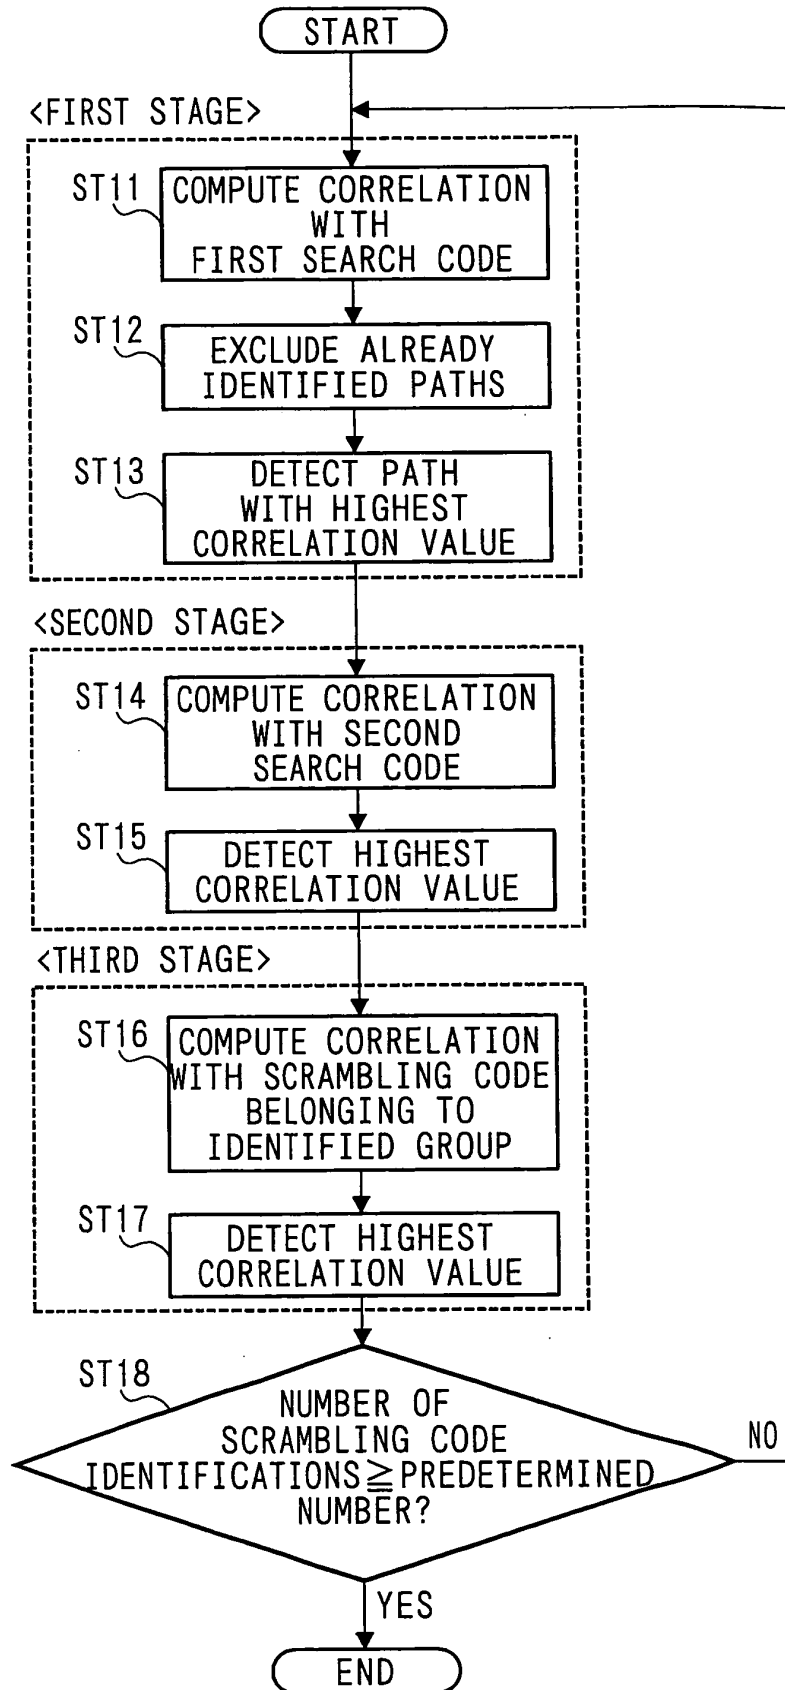 START
<FIRST STAGE>
ST11
COMPUTE CORRELATION
WITH
FIRST SEARCH CODE
ST12
EXCLUDE ALREADY
IDENTIFIED PATHS
ST13
DETECT PATH
WITH HIGHEST
CORRELATION VALUE
<SECOND STAGE>
ST14
COMPUTE CORRELATION
WITH SECOND
SEARCH CODE
ST15
DETECT HIGHEST
CORRELATION VALUE
<THIRD STAGE>
ST16
COMPUTE CORRELATION
WITH SCRAMBLING CODE
BELONGING TO
IDENTIFIED GROUP
ST17
DETECT HIGHEST
CORRELATION VALUE
ST18
NUMBER OF
SCRAMBLING CODE
IDENTIFICATIONS≧PREDETERMINED
NUMBER?
NO
YES
END